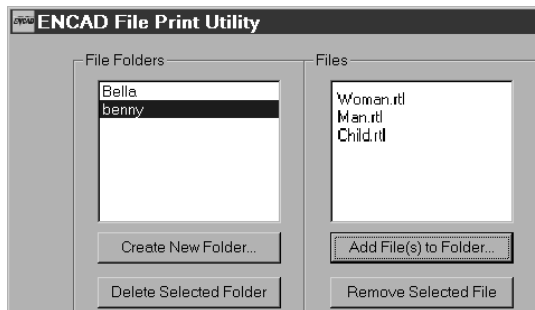 ENCAD ENCAD File Print Utility
File Folders
Bella
benny
Create New Folder...
Delete Selected Folder
Files
Woman.rtl
Man.rtl
Child.rtl
Add File(s) to Folder...
Remove Selected File